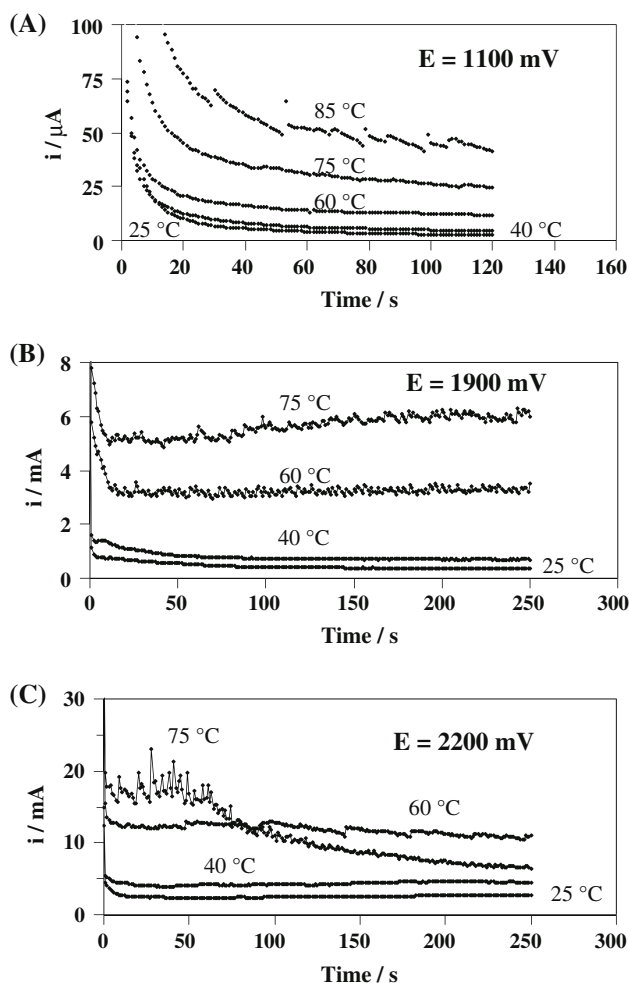 (A)
E = 1100 mV
100
75
50
25
0
i / μA
85 °C
75 °C
60 °C
25 °C
40 °C
0 20 40 60 80 100 120 140 160
Time / s
(B)
E = 1900 mV
8
6
4
2
0
i / mA
75 °C
60 °C
40 °C
25 °C
0 50 100 150 200 250 300
Time / s
(C)
E = 2200 mV
30
20
10
0
i / mA
75 °C
60 °C
40 °C
25 °C
0 50 100 150 200 250 300
Time / s